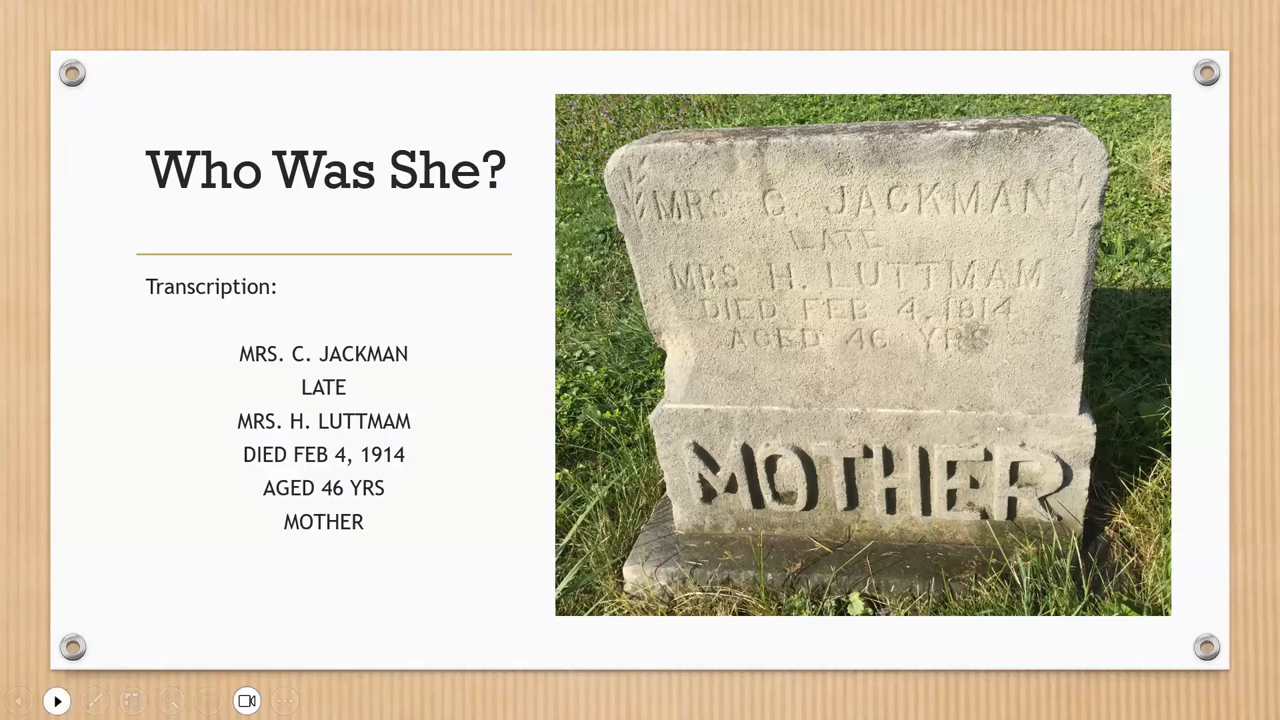 Who Was She?
Transcription:
MRS. C. JACKMAN
LATE
MRS. H. LUTTMAM
DIED FEB 4, 1914
AGED 46 YRS
MOTHER
MRS C. JACKMAN
LATE
MRS H. LUTTMAM
DIED FEB 4, 1914
AGED 46 YRS
MOTHER